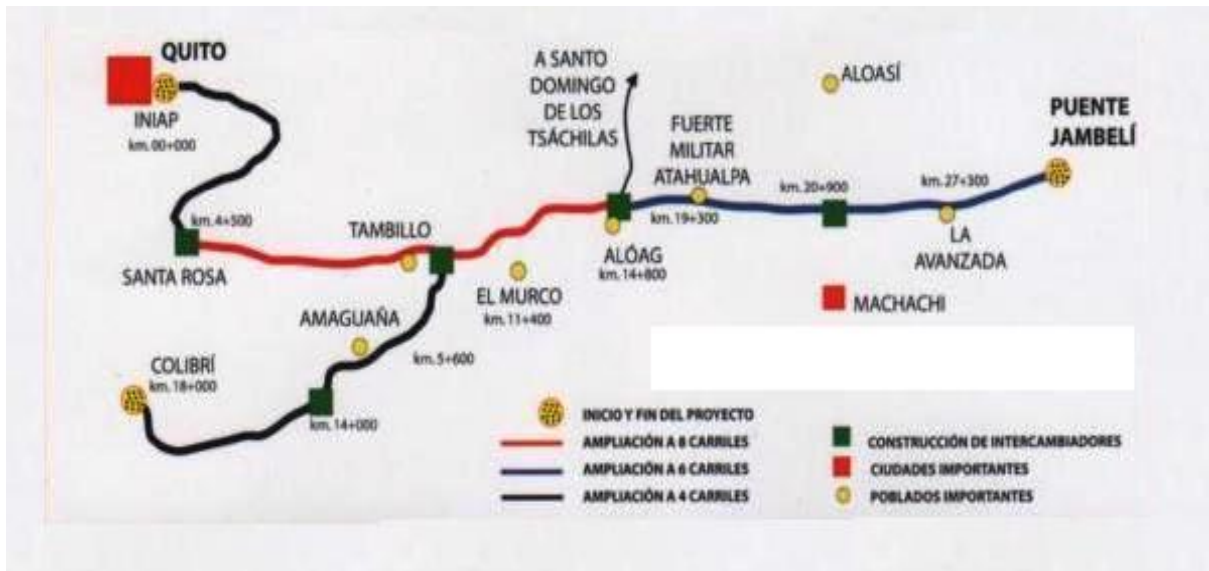 QUITO
INIAP
km. 00+000
km. 4+500
SANTA ROSA
TAMBILLO
AMAGUAÑA
COLIBRÍ
km. 18+000
km. 14+000
km. 5+600
EL MURCO
km. 11+400
A SANTO
DOMINGO
DE LOS
TSÁCHILAS
ALÓAG
km. 14+800
FUERTE
MILITAR
ATAHUALPA
km. 19+300
ALOASÍ
km. 20+900
km. 27+300
PUENTE
JAMBELÍ
LA
AVANZADA
MACHACHI
INICIO Y FIN DEL PROYECTO
AMPLIACIÓN A 8 CARRILES
AMPLIACIÓN A 6 CARRILES
AMPLIACIÓN A 4 CARRILES
CONSTRUCCIÓN DE INTERCAMBIADORES
CIUDADES IMPORTANTES
POBLADOS IMPORTANTES